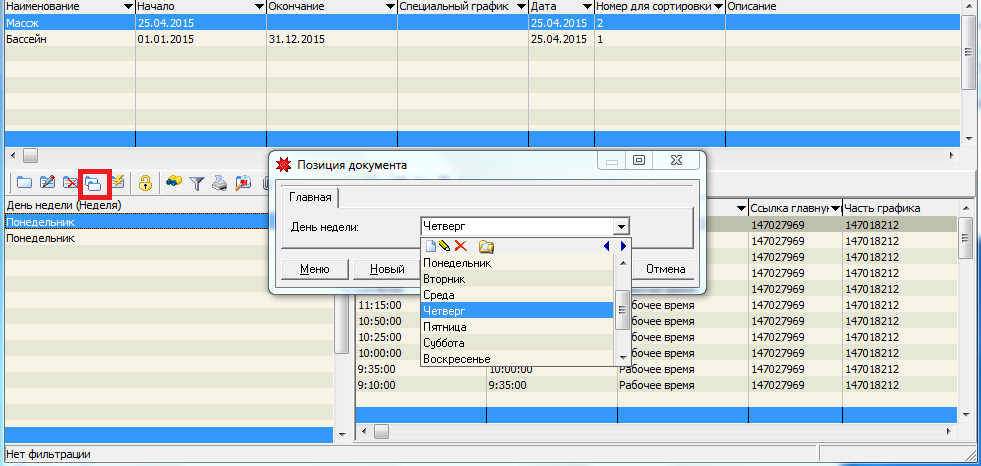 Наименование Начало Окончание Специальный график Дата Номер для сортировки Описание
Массж 25.04.2015 25.04.2015 2
Бассейн 01.01.2015 31.12.2015 25.04.2015 1
Позиция документа
Главная
День недели: Четверг
Понедельник
Вторник
Среда
Четверг
Пятница
Суббота
Воскресенье
Меню Новый Отмена
День недели (Неделя)
Понедельник
Понедельник
Ссылка главну Часть графика
147027969 147018212
147027969 147018212
147027969 147018212
147027969 147018212
147027969 147018212
11:15:00 бочее время 147027969 147018212
10:50:00 бочее время 147027969 147018212
10:25:00 бочее время 147027969 147018212
10:00:00 бочее время 147027969 147018212
9:35:00 10:00:00 Рабочее время 147027969 147018212
9:10:00 9:35:00 Рабочее время 147027969 147018212
Нет фильтрации